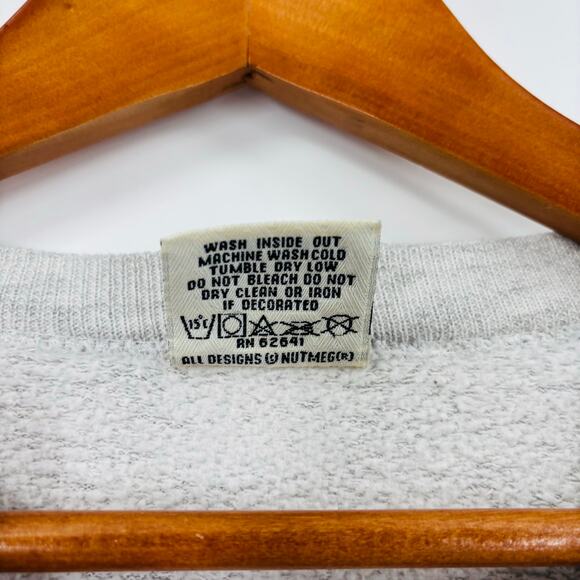 WASH INSIDE OUT
MACHINE WASH COLD
TUMBLE DRY LOW
DO NOT BLEACH DO NOT
DRY CLEAN OR IRON
IF DECORATED
15°C
RN 62641
ALL DESIGNS © NUTMEG(R)